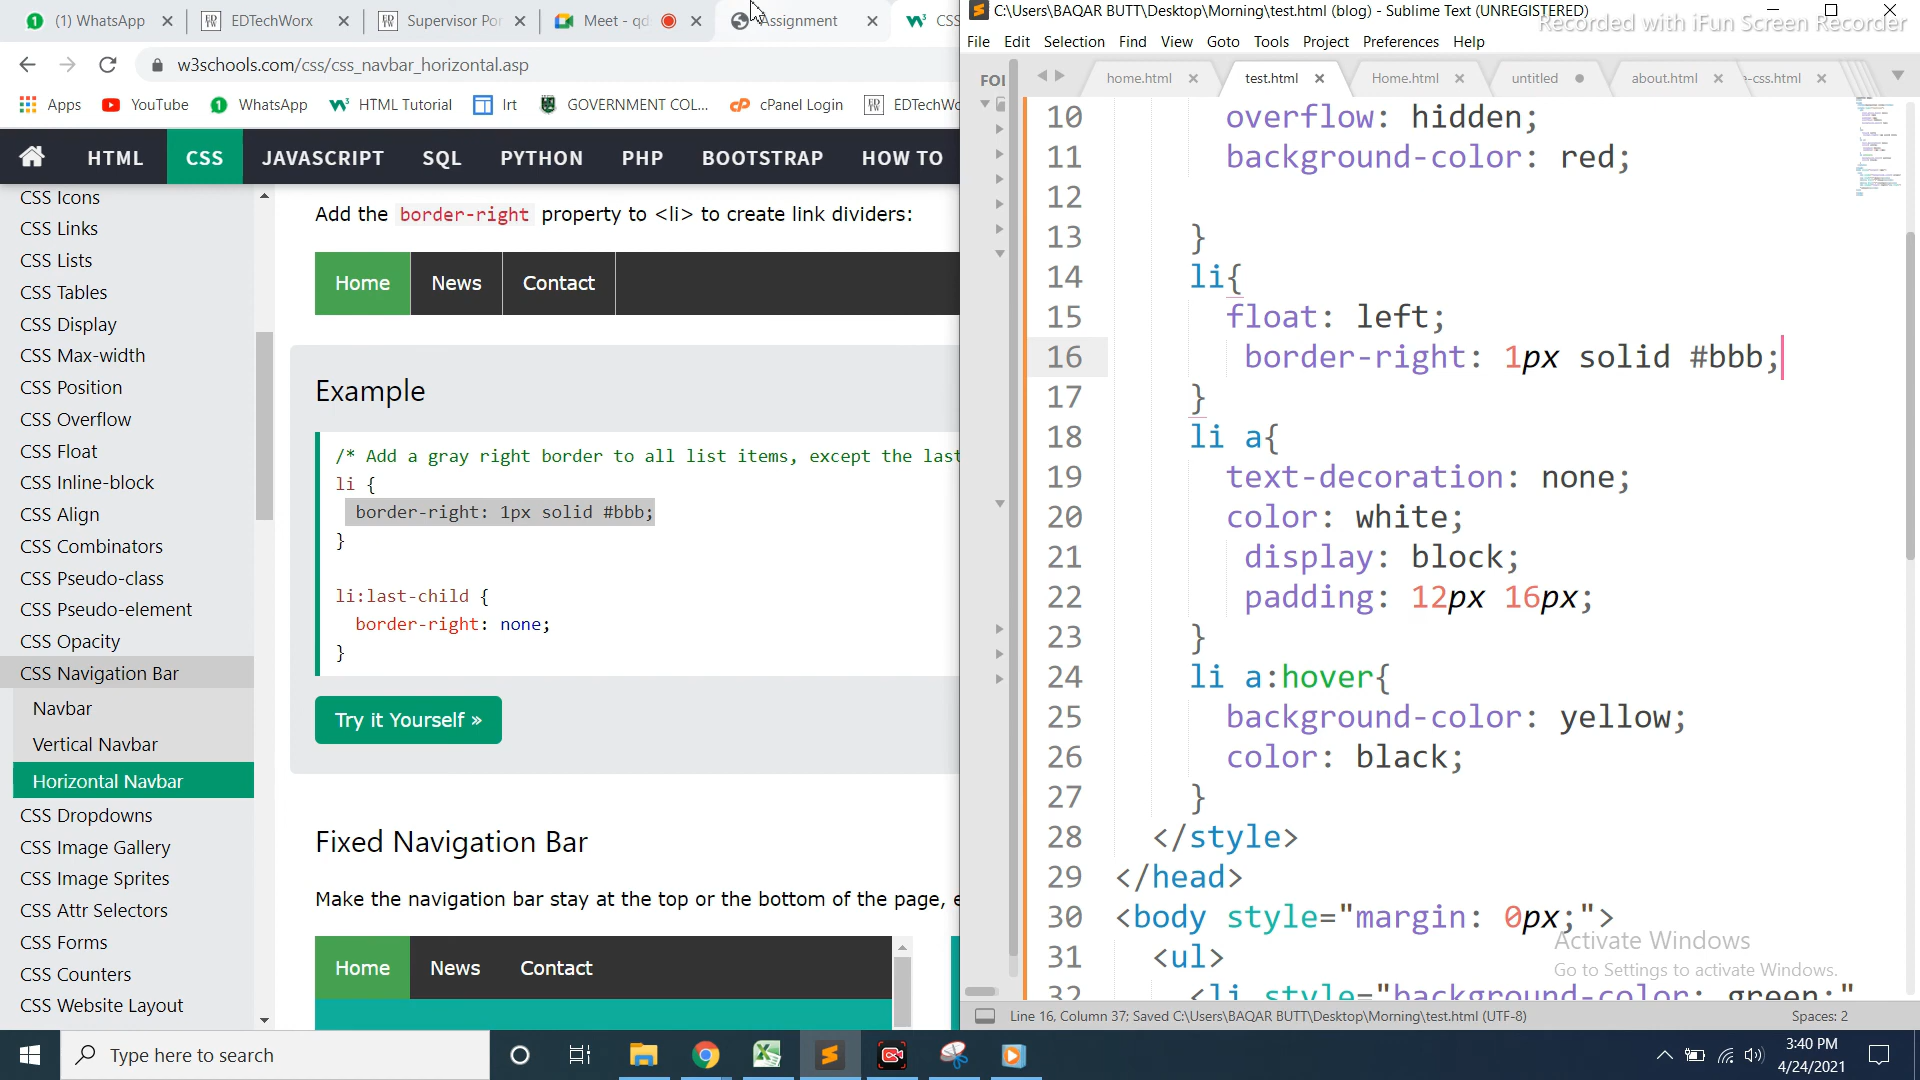 (1) WhatsApp
EDTechWorx
Supervisor Por
Meet - qd
Assignment
CSS
w3schools.com/css/css_navbar_horizontal.asp
Apps
YouTube
WhatsApp
HTML Tutorial
Irt
GOVERNMENT COL...
cPanel Login
EDTechWo
HTML
CSS
JAVASCRIPT
SQL
PYTHON
PHP
BOOTSTRAP
HOW TO
CSS Icons
CSS Links
CSS Lists
CSS Tables
CSS Display
CSS Max-width
CSS Position
CSS Overflow
CSS Float
CSS Inline-block
CSS Align
CSS Combinators
CSS Pseudo-class
CSS Pseudo-element
CSS Opacity
CSS Navigation Bar
Navbar
Vertical Navbar
Horizontal Navbar
CSS Dropdowns
CSS Image Gallery
CSS Image Sprites
CSS Attr Selectors
CSS Forms
CSS Counters
CSS Website Layout
Add the border-right property to <li> to create link dividers:
Home News Contact
Example
/* Add a gray right border to all list items, except the last
li {
border-right: 1px solid #bbb;
}
li:last-child {
border-right: none;
}
Try it Yourself »
Fixed Navigation Bar
Make the navigation bar stay at the top or the bottom of the page, e
Home News Contact
C:\Users\BAQAR BUTT\Desktop\Morning\test.html (blog) - Sublime Text (UNREGISTERED)
Recorded with iFun Screen Recorder
File Edit Selection Find View Goto Tools Project Preferences Help
FOL
home.html
test.html
Home.html
untitled
about.html
-css.html
10 overflow: hidden;
11 background-color: red;
12
13 }
14 li{
15 float: left;
16 border-right: 1px solid #bbb;
17 }
18 li a{
19 text-decoration: none;
20 color: white;
21 display: block;
22 padding: 12px 16px;
23 }
24 li a:hover{
25 background-color: yellow;
26 color: black;
27 }
28 </style>
29 </head>
30 <body style="margin: 0px;">
31 <ul>
32 <li style="background-color: green;"
Activate Windows
Go to Settings to activate Windows.
Line 16, Column 37; Saved C:\Users\BAQAR BUTT\Desktop\Morning\test.html (UTF-8)
Spaces: 2
Type here to search
3:40 PM
4/24/2021